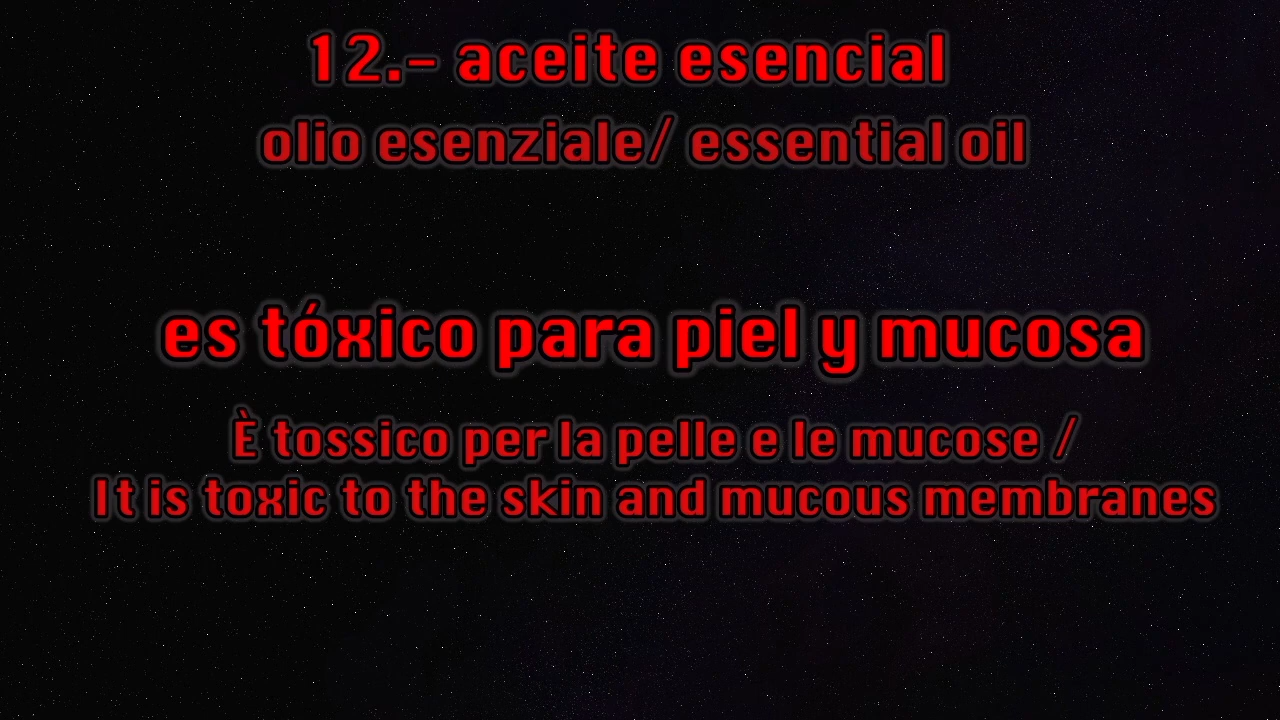 12.- aceite esencial
olio esenziale/ essential oil
es tóxico para piel y mucosa
È tossico per la pelle e le mucose /
It is toxic to the skin and mucous membranes